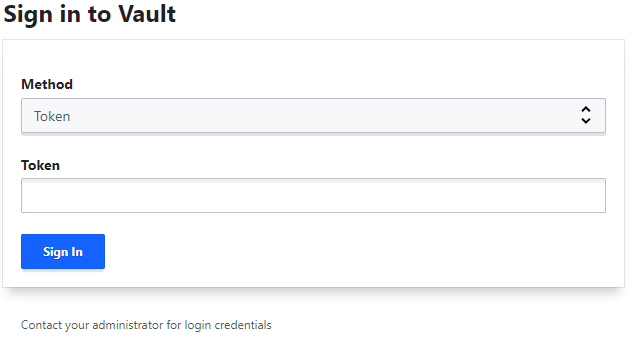 Sign in to Vault
Method
Token
Token
Sign In
Contact your administrator for login credentials